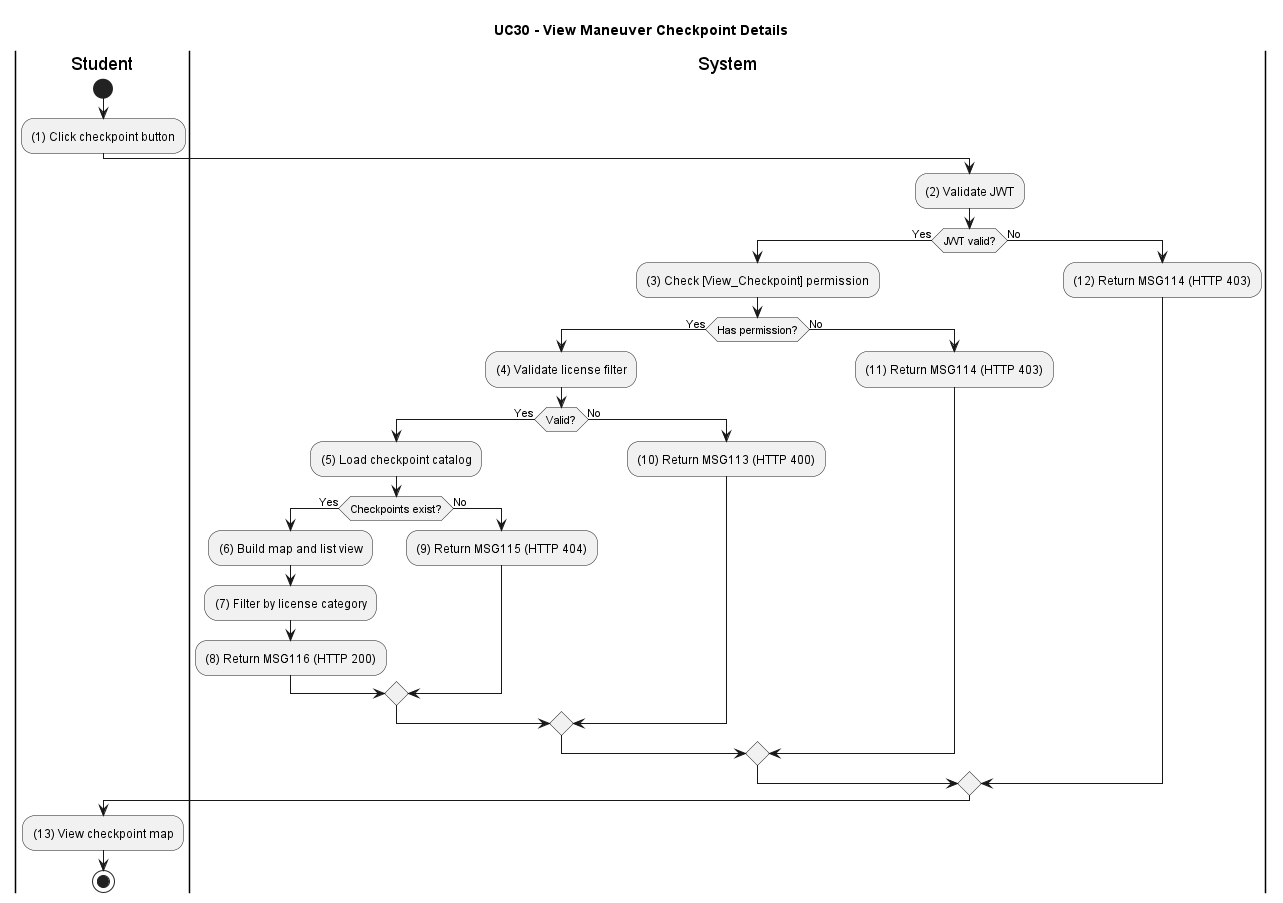 UC30 - View Maneuver Checkpoint Details
Student
System
(1) Click checkpoint button
(2) Validate JWT
Yes
JWT valid?
No
(3) Check [View_Checkpoint] permission
(12) Return MSG114 (HTTP 403)
Yes
Has permission?
No
(4) Validate license filter
(11) Return MSG114 (HTTP 403)
Yes
Valid?
No
(5) Load checkpoint catalog
(10) Return MSG113 (HTTP 400)
Yes
Checkpoints exist?
No
(6) Build map and list view
(9) Return MSG115 (HTTP 404)
(7) Filter by license category
(8) Return MSG116 (HTTP 200)
(13) View checkpoint map